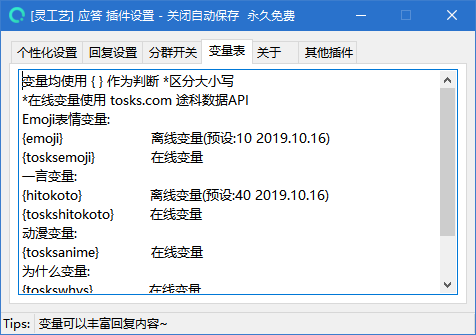 [灵工艺] 应答 插件设置 - 关闭自动保存  永久免费
个性化设置 回复设置 分群开关 变量表 关于 其他插件
变量均使用 { } 作为判断 *区分大小写
*在线变量使用 tosks.com 途科数据API
Emoji表情变量:
{emoji} 离线变量(预设:10 2019.10.16)
{tosksemoji} 在线变量
一言变量:
{hitokoto} 离线变量(预设:40 2019.10.16)
{toskshitokoto} 在线变量
动漫变量:
{tosksanime} 在线变量
为什么变量:
{toskswhys} 在线变量
Tips: 变量可以丰富回复内容~